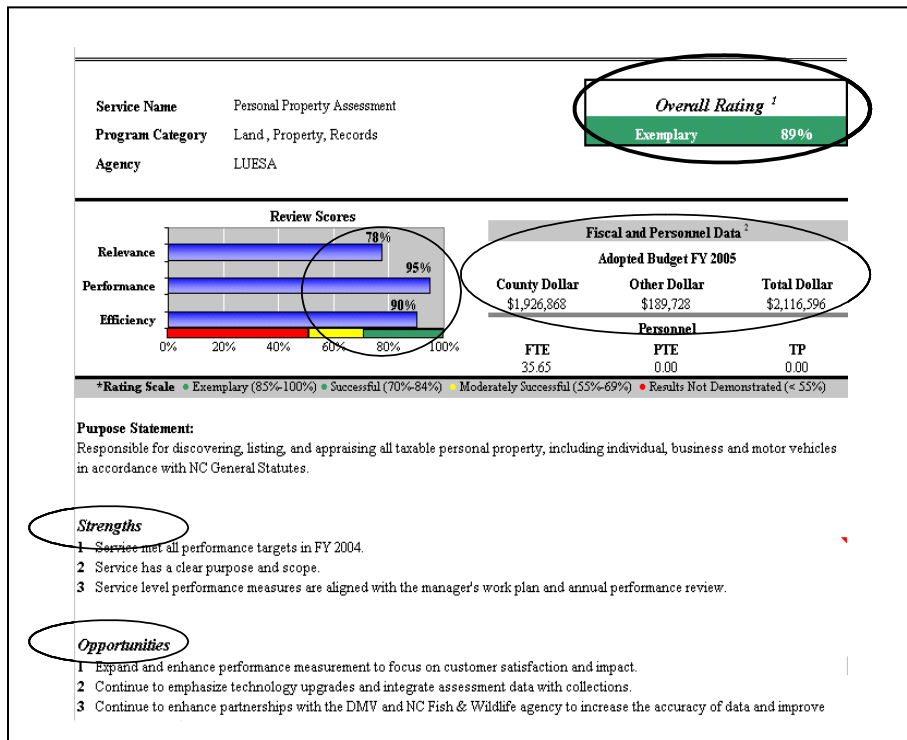 Overall Rating 1
Exemplary 89%
Service Name Personal Property Assessment
Program Category Land , Property, Records
Agency LUESA
Review Scores
78%
Relevance
95%
Performance
90%
Efficiency
0% 20% 40% 60% 80% 100%
Fiscal and Personnel Data 2
Adopted Budget FY 2005
County Dollar Other Dollar Total Dollar
$1,926,868 $189,728 $2,116,596
Personnel
FTE PTE TP
35.65 0.00 0.00
*Rating Scale Exemplary (85%-100%) Successful (70%-84%) Moderately Successful (55%-69%) Results Not Demonstrated (< 55%)
Purpose Statement:
Responsible for discovering, listing, and appraising all taxable personal property, including individual, business and motor vehicles
in accordance with NC General Statutes.
Strengths
1 Service met all performance targets in FY 2004.
2 Service has a clear purpose and scope.
3 Service level performance measures are aligned with the manager's work plan and annual performance review.
Opportunities
1 Expand and enhance performance measurement to focus on customer satisfaction and impact.
2 Continue to emphasize technology upgrades and integrate assessment data with collections.
3 Continue to enhance partnerships with the DMV and NC Fish & Wildlife agency to increase the accuracy of data and improve